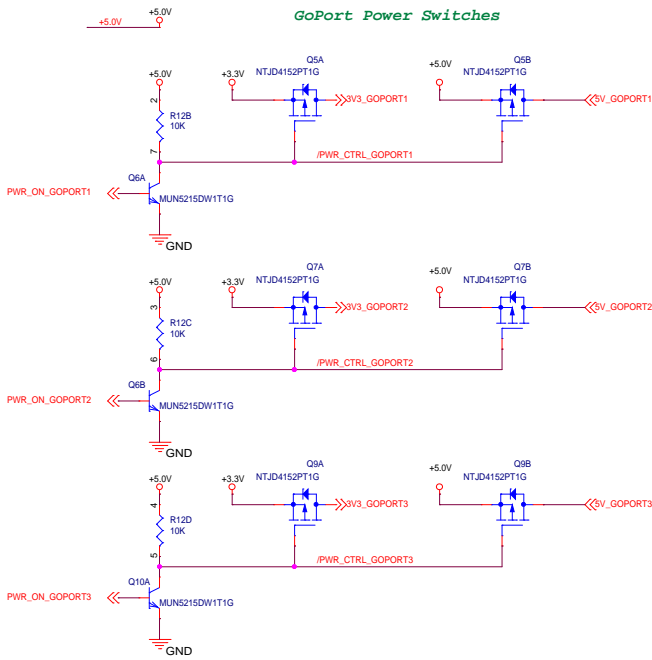 GoPort Power Switches
+5.0V
+5.0V
Q5A
NTJD4152PT1G
Q5B
NTJD4152PT1G
+5.0V
+3.3V
+5.0V
3V3_GOPORT1
5V_GOPORT1
2
R12B
10K
7
/PWR_CTRL_GOPORT1
Q6A
PWR_ON_GOPORT1
MUN5215DW1T1G
GND
Q7A
NTJD4152PT1G
Q7B
NTJD4152PT1G
+5.0V
+3.3V
+5.0V
3V3_GOPORT2
5V_GOPORT2
3
R12C
10K
6
/PWR_CTRL_GOPORT2
Q6B
PWR_ON_GOPORT2
MUN5215DW1T1G
GND
Q9A
NTJD4152PT1G
Q9B
NTJD4152PT1G
+5.0V
+3.3V
+5.0V
3V3_GOPORT3
5V_GOPORT3
4
R12D
10K
5
/PWR_CTRL_GOPORT3
Q10A
PWR_ON_GOPORT3
MUN5215DW1T1G
GND